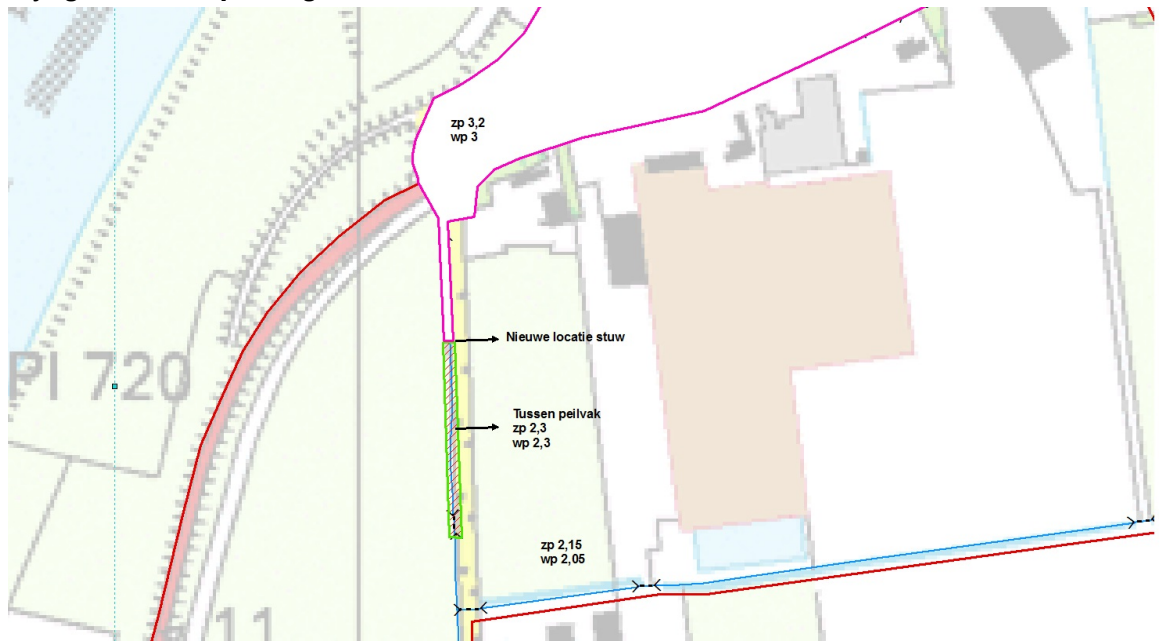 zp 3,2
wp 3
Nieuwe locatie stuw
PI 720
Tussen peilvak
zp 2,3
wp 2,3
zp 2,15
wp 2,05
11